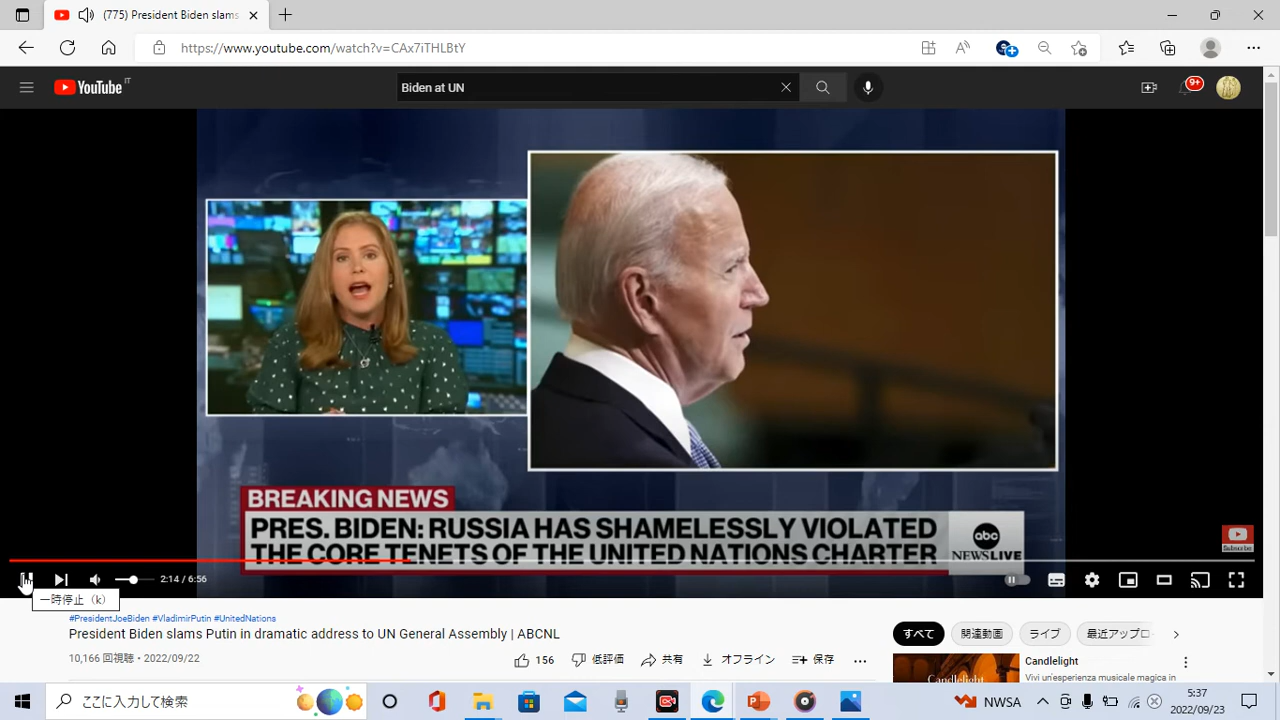 (775) President Biden slams
https://www.youtube.com/watch?v=CAx7iTHLBtY
YouTube IT
Biden at UN
9+
BREAKING NEWS
PRES. BIDEN: RUSSIA HAS SHAMELESSLY VIOLATED
THE CORE TENETS OF THE UNITED NATIONS CHARTER
abc
NEWS LIVE
Subscribe
2:14 / 6:56
一時停止 (k)
#PresidentJoeBiden #VladimirPutin #UnitedNations
President Biden slams Putin in dramatic address to UN General Assembly | ABCNL
10,166 回視聴・2022/09/22
156 低評価 共有 オフライン 保存
すべて 関連動画 ライブ 最近アップロ
Candlelight
Vivi un'esperienza musicale magica in
Candlelight
ここに入力して検索
NWSA
5:37
2022/09/23